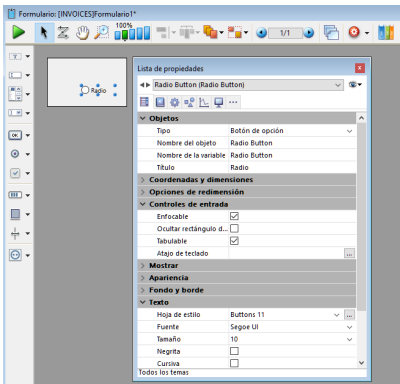 Formulario: [INVOICES]Formulario1*
100%
1/1
Radio
Lista de propiedades
Radio Button (Radio Button)
Objetos
Tipo Botón de opción
Nombre del objeto Radio Button
Nombre de la variable Radio Button
Título Radio
Coordenadas y dimensiones
Opciones de redimensión
Controles de entrada
Enfocable
Ocultar rectángulo d...
Tabulable
Atajo de teclado ...
Mostrar
Apariencia
Fondo y borde
Texto
Hoja de estilo Buttons 11 ...
Fuente Segoe UI
Tamaño 10
Negrita
Cursiva
Todos los temas
OK